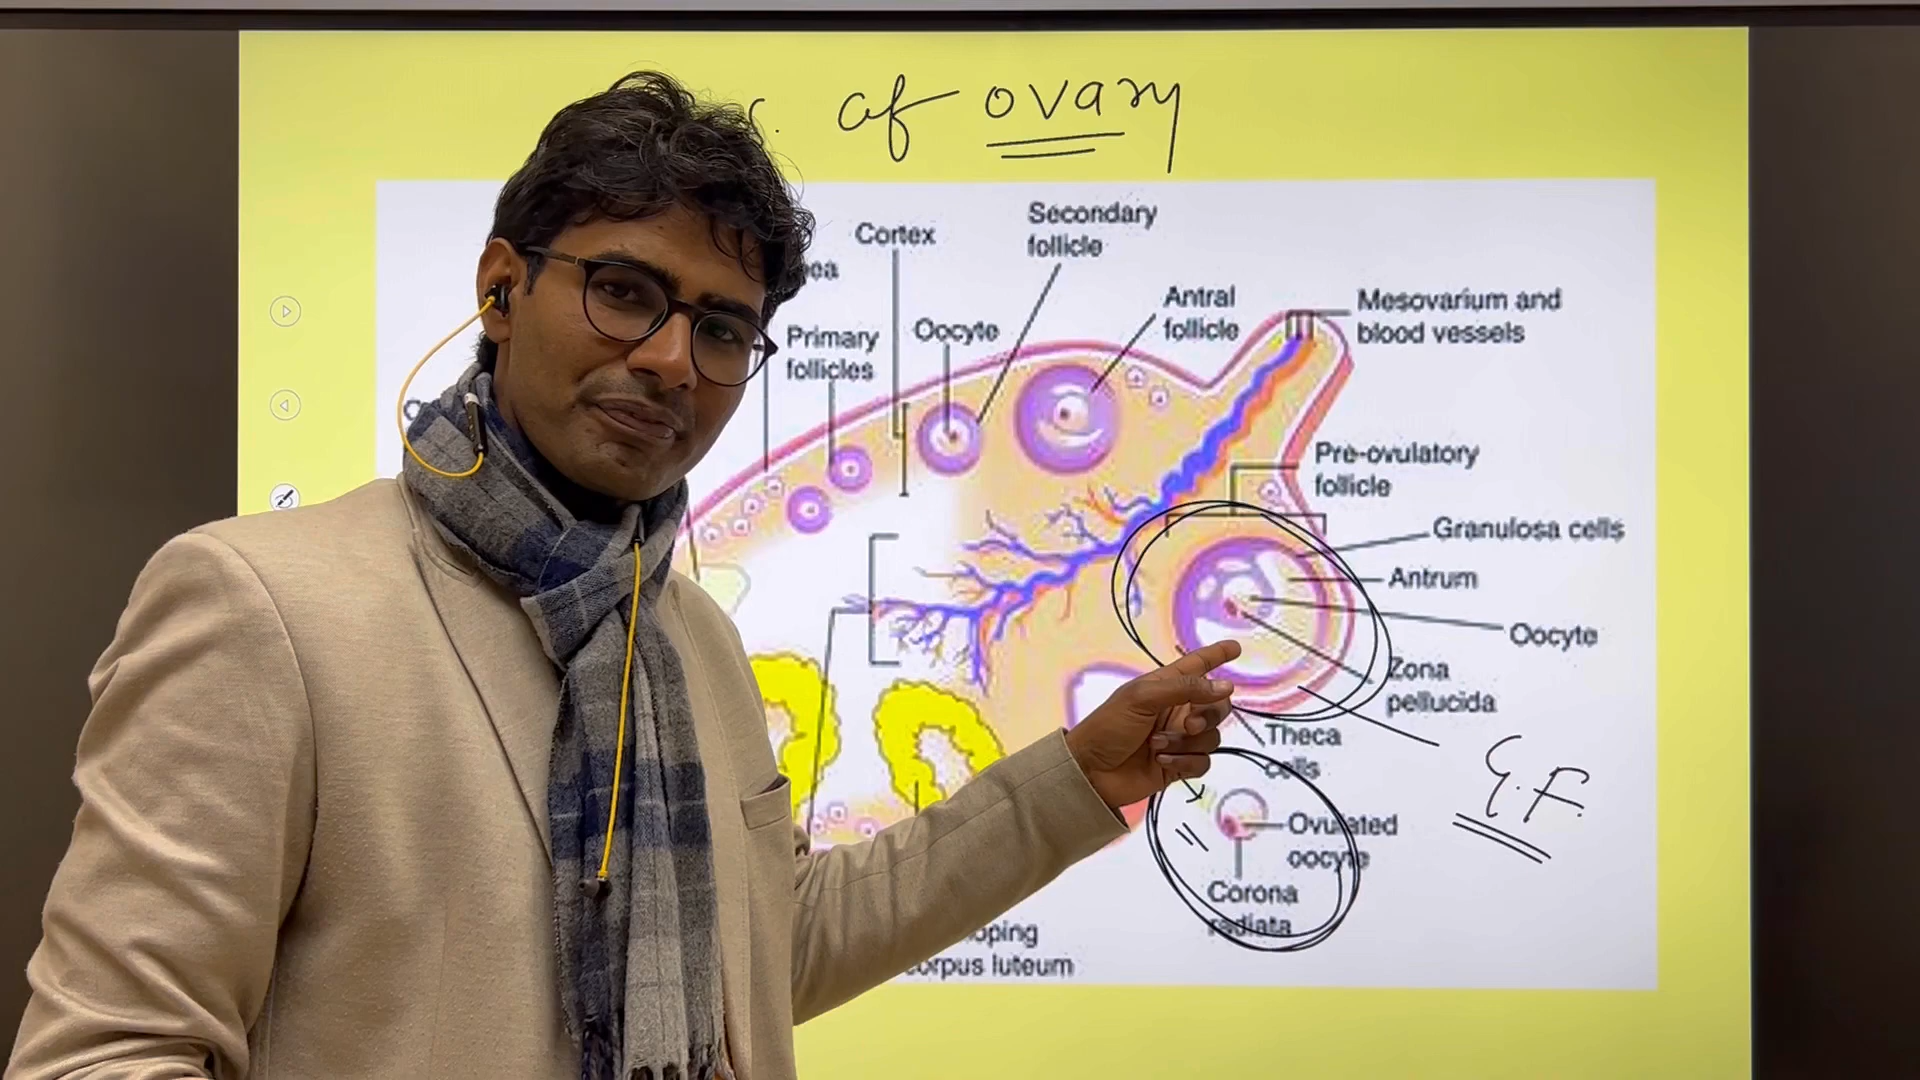 of ovary
Secondary
follicle
Cortex
Antral
follicle
Mesovarium and
blood vessels
Primary
follicles
Oocyte
Pre-ovulatory
follicle
Granulosa cells
Antrum
Oocyte
Zona
pellucida
Theca
cells
G.F.
Ovulated
oocyte
Corona
radiata
corpus luteum